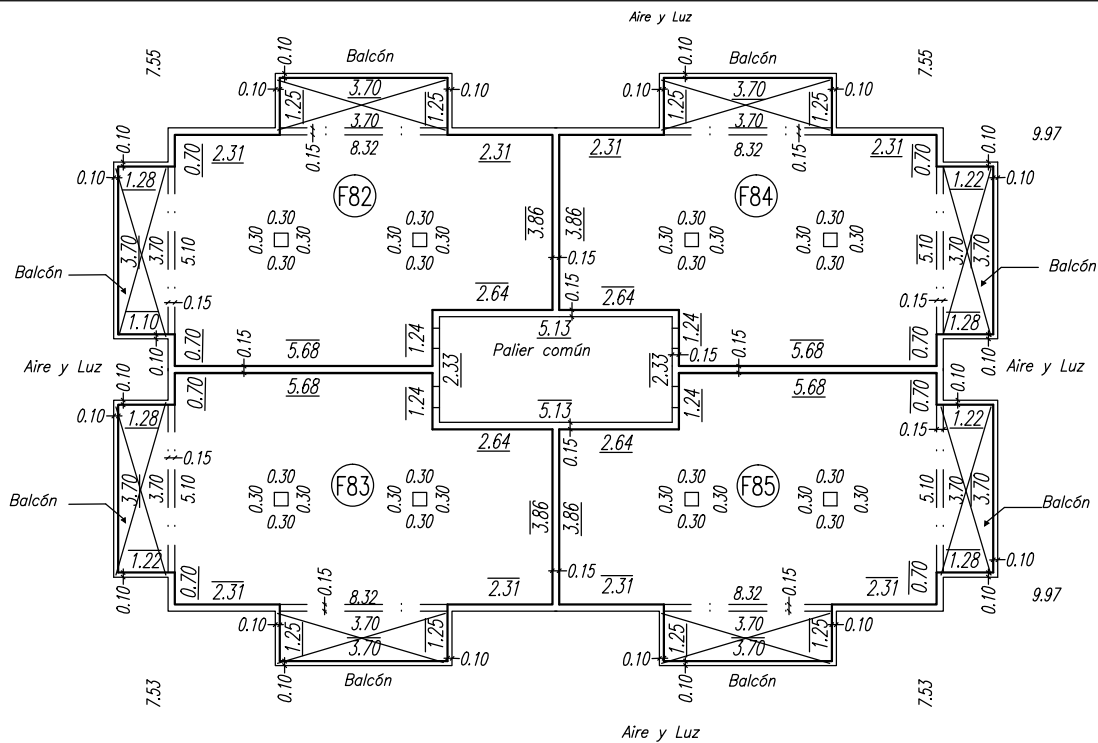 Aire y Luz
7.55 0.10 Balcón 0.10 Balcón 7.55
0.10 3.70 0.10 0.10 3.70 0.10
1.25 1.25 1.25 1.25
3.70 3.70
0.10 0.15 8.32 0.15 8.32 0.10 9.97
0.70 2.31 2.31 2.31 2.31 0.70
0.10 1.28 1.22 0.10
F82 F84
0.30 0.30 0.30 0.30
0.30 0.30 0.30 0.30 0.30 0.30 0.30 0.30
0.30 0.30 0.30 0.30
3.70 3.70 5.10 3.86 3.86 5.10 3.70 3.70
0.15 0.15
Balcón Balcón
0.15 2.64 2.64 0.15
1.10 1.24 5.13 1.24 1.28
0.10 0.70 0.15 5.68 2.33 Palier común 2.33 0.15 0.15 5.68 0.70 0.10
Aire y Luz Aire y Luz
0.10 0.70 5.68 1.24 5.13 1.24 5.68 0.70 0.10
0.10 1.28 2.64 0.15 2.64 0.15 1.22 0.10
0.15
F83 F85
0.30 0.30 0.30 0.30
0.30 0.30 0.30 0.30 0.30 0.30 0.30 0.30
0.30 0.30 0.30 0.30
3.70 3.70 5.10 3.86 3.86 5.10 3.70 3.70
Balcón Balcón
1.22 0.15 1.28 0.10
0.10 0.70 2.31 0.15 8.32 2.31 2.31 8.32 0.15 2.31 0.70 0.10 9.97
0.10 1.25 3.70 1.25 1.25 3.70 1.25 0.10
3.70 0.10 0.10 3.70
7.53 0.10 Balcón 0.10 Balcón 7.53
Aire y Luz